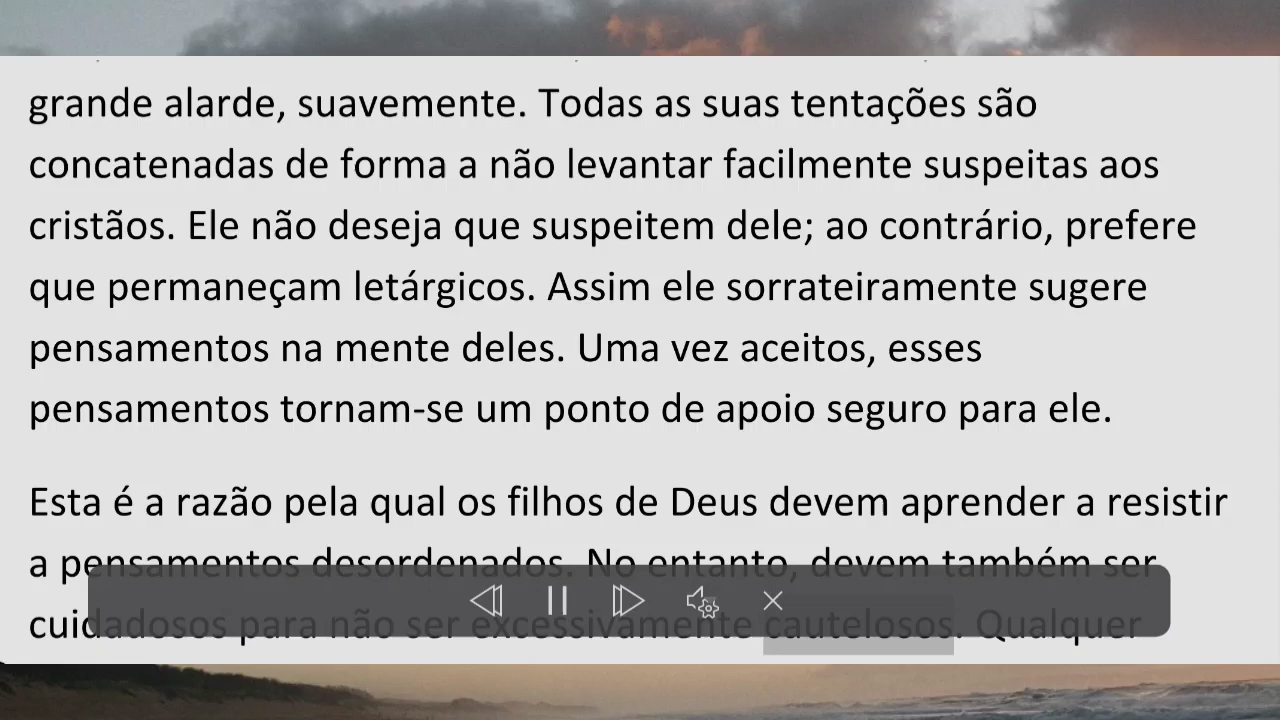 grande alarde, suavemente. Todas as suas tentações são
concatenadas de forma a não levantar facilmente suspeitas aos
cristãos. Ele não deseja que suspeitem dele; ao contrário, prefere
que permaneçam letárgicos. Assim ele sorrateiramente sugere
pensamentos na mente deles. Uma vez aceitos, esses
pensamentos tornam-se um ponto de apoio seguro para ele.
Esta é a razão pela qual os filhos de Deus devem aprender a resistir
a pensamentos desordenados. No entanto, devem também ser
cuidadosos para não ser excessivamente cautelosos. Qualquer